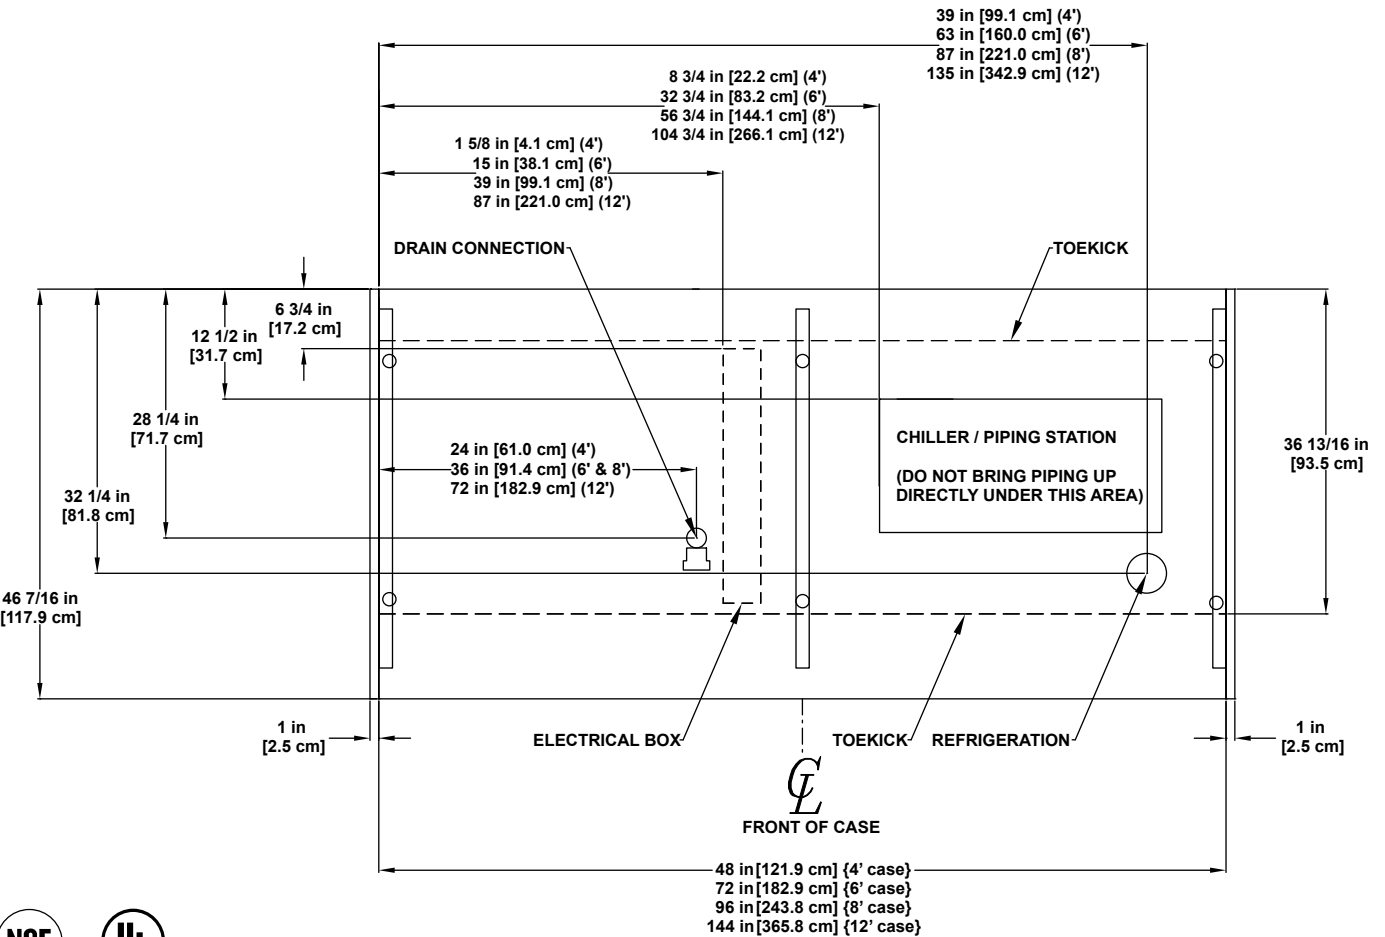 39 in [99.1 cm] (4')
63 in [160.0 cm] (6')
87 in [221.0 cm] (8')
135 in [342.9 cm] (12')
8 3/4 in [22.2 cm] (4')
32 3/4 in [83.2 cm] (6')
56 3/4 in [144.1 cm] (8')
104 3/4 in [266.1 cm] (12')
1 5/8 in [4.1 cm] (4')
15 in [38.1 cm] (6')
39 in [99.1 cm] (8')
87 in [221.0 cm] (12')
DRAIN CONNECTION
TOEKICK
6 3/4 in
[17.2 cm]
12 1/2 in
[31.7 cm]
28 1/4 in
[71.7 cm]
24 in [61.0 cm] (4')
36 in [91.4 cm] (6' & 8')
72 in [182.9 cm] (12')
CHILLER / PIPING STATION
(DO NOT BRING PIPING UP
DIRECTLY UNDER THIS AREA)
36 13/16 in
[93.5 cm]
32 1/4 in
[81.8 cm]
46 7/16 in
[117.9 cm]
1 in
[2.5 cm]
ELECTRICAL BOX
TOEKICK
REFRIGERATION
1 in
[2.5 cm]
CL
FRONT OF CASE
48 in [121.9 cm] {4’ case}
72 in [182.9 cm] {6’ case}
96 in [243.8 cm] {8’ case}
144 in [365.8 cm] {12’ case}
NSF
UL